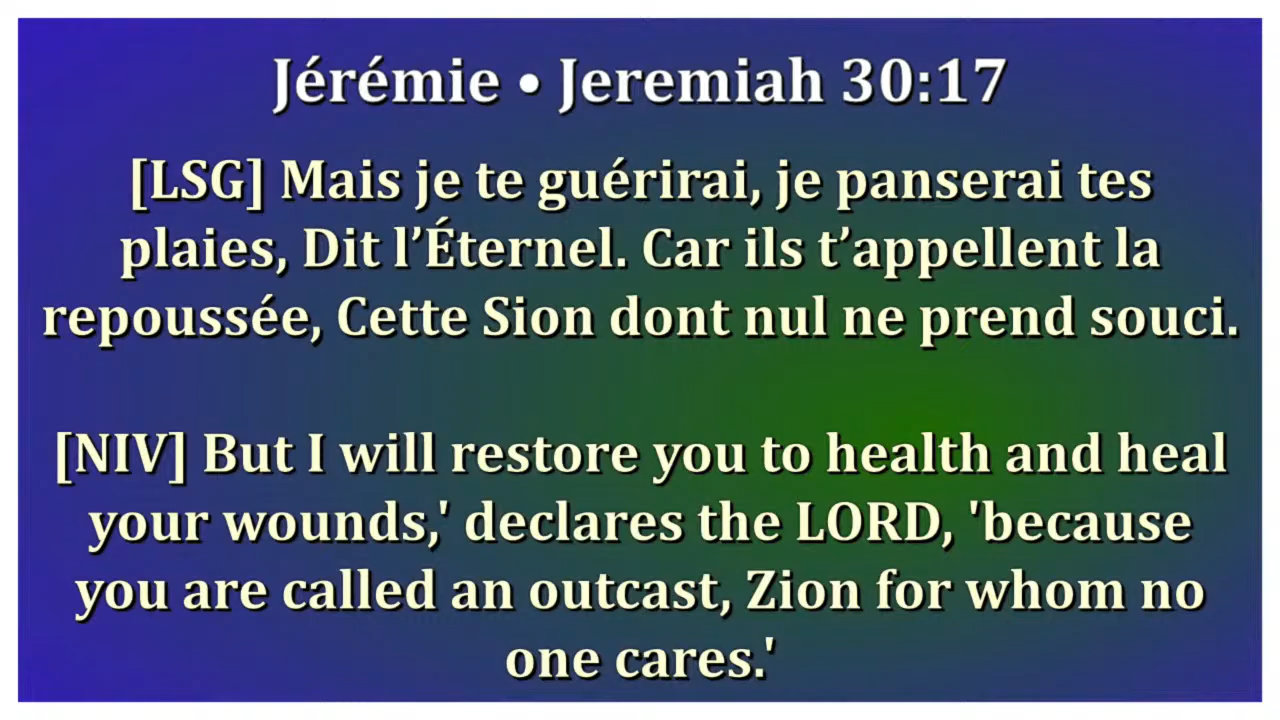 Jérémie • Jeremiah 30:17
[LSG] Mais je te guérirai, je panserai tes
plaies, Dit l’Éternel. Car ils t’appellent la
repoussée, Cette Sion dont nul ne prend souci.
[NIV] But I will restore you to health and heal
your wounds,' declares the LORD, 'because
you are called an outcast, Zion for whom no
one cares.'